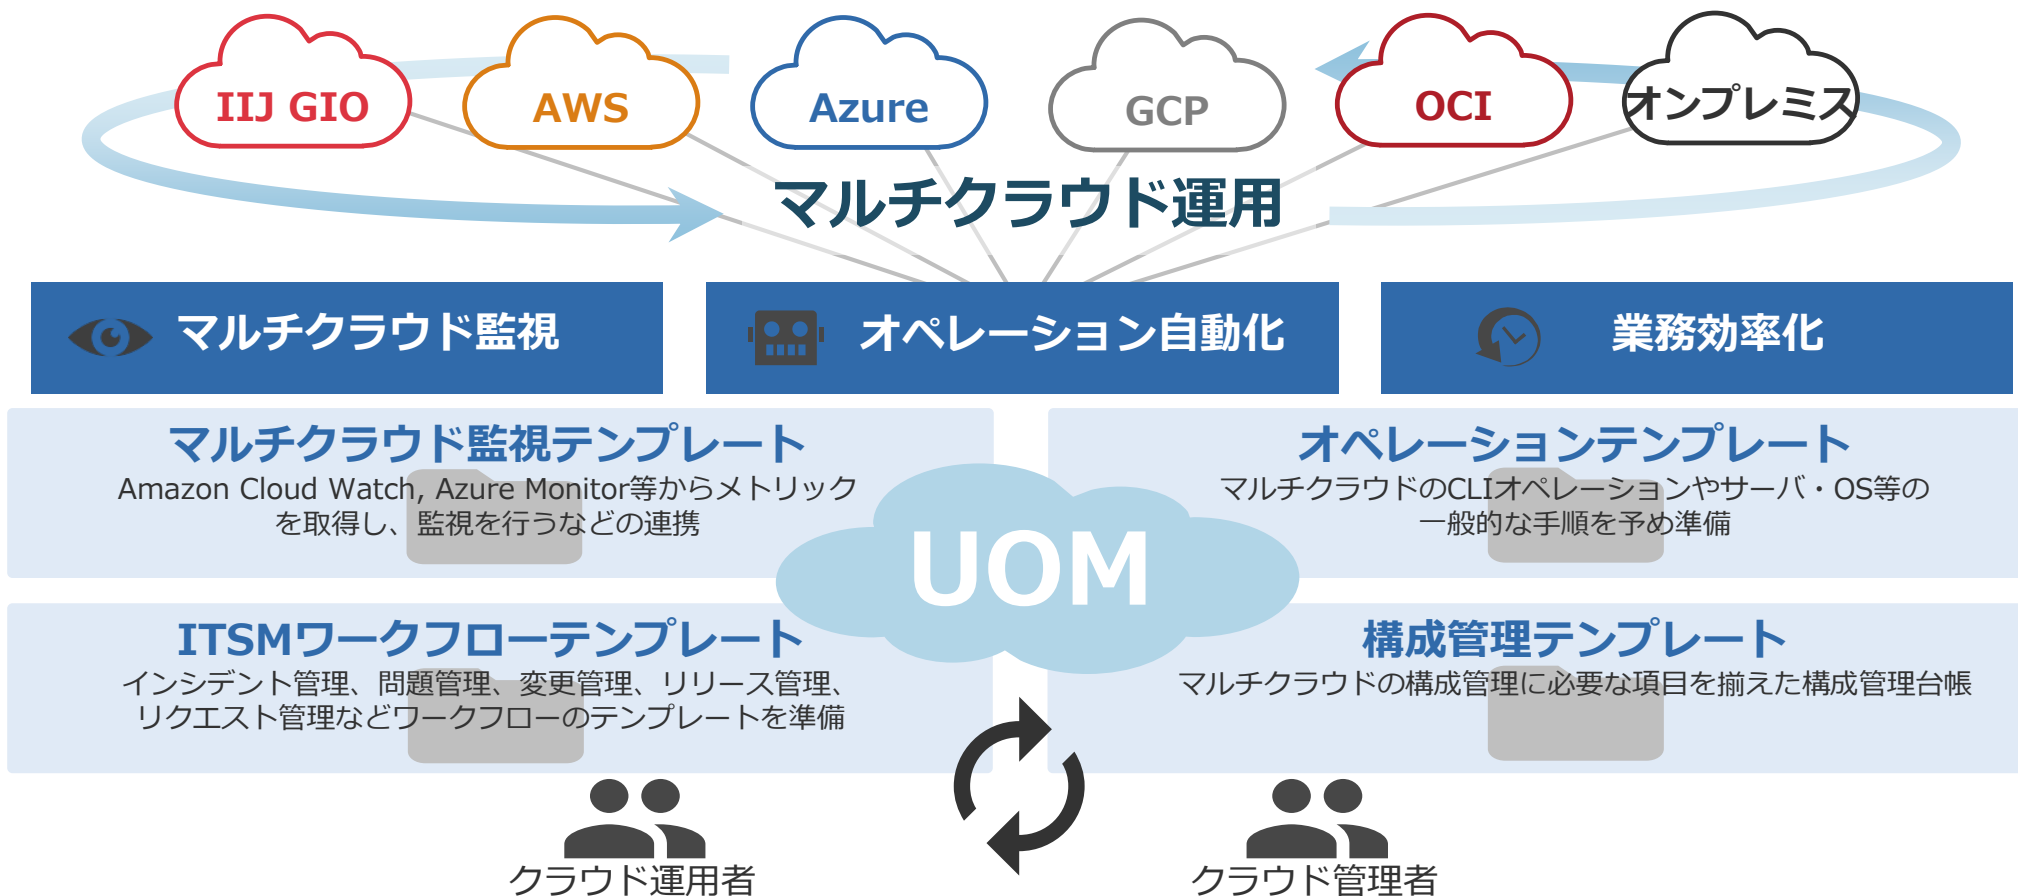 IIJ GIO
AWS
Azure
GCP
OCI
オンプレミス
マルチクラウド運用
マルチクラウド監視
オペレーション自動化
業務効率化
マルチクラウド監視テンプレート
Amazon Cloud Watch, Azure Monitor等からメトリック
を取得し、監視を行うなどの連携
オペレーションテンプレート
マルチクラウドのCLIオペレーションやサーバ・OS等の
一般的な手順を予め準備
UOM
ITSMワークフローテンプレート
インシデント管理、問題管理、変更管理、リリース管理、
リクエスト管理などワークフローのテンプレートを準備
構成管理テンプレート
マルチクラウドの構成管理に必要な項目を揃えた構成管理台帳
クラウド運用者
クラウド管理者